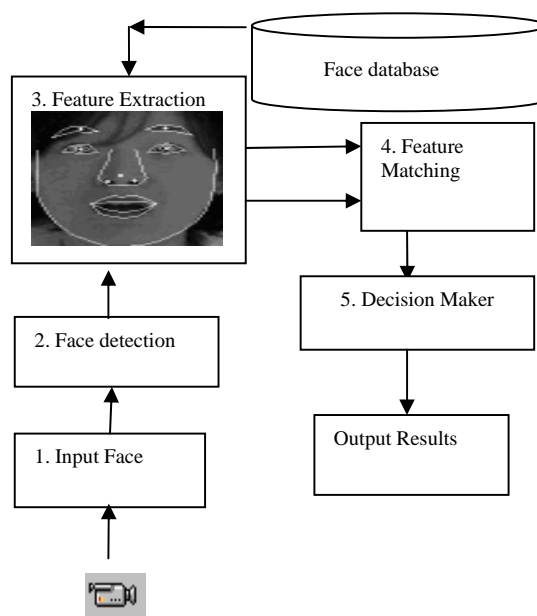 Face database
3. Feature Extraction
4. Feature
Matching
5. Decision Maker
2. Face detection
Output Results
1. Input Face